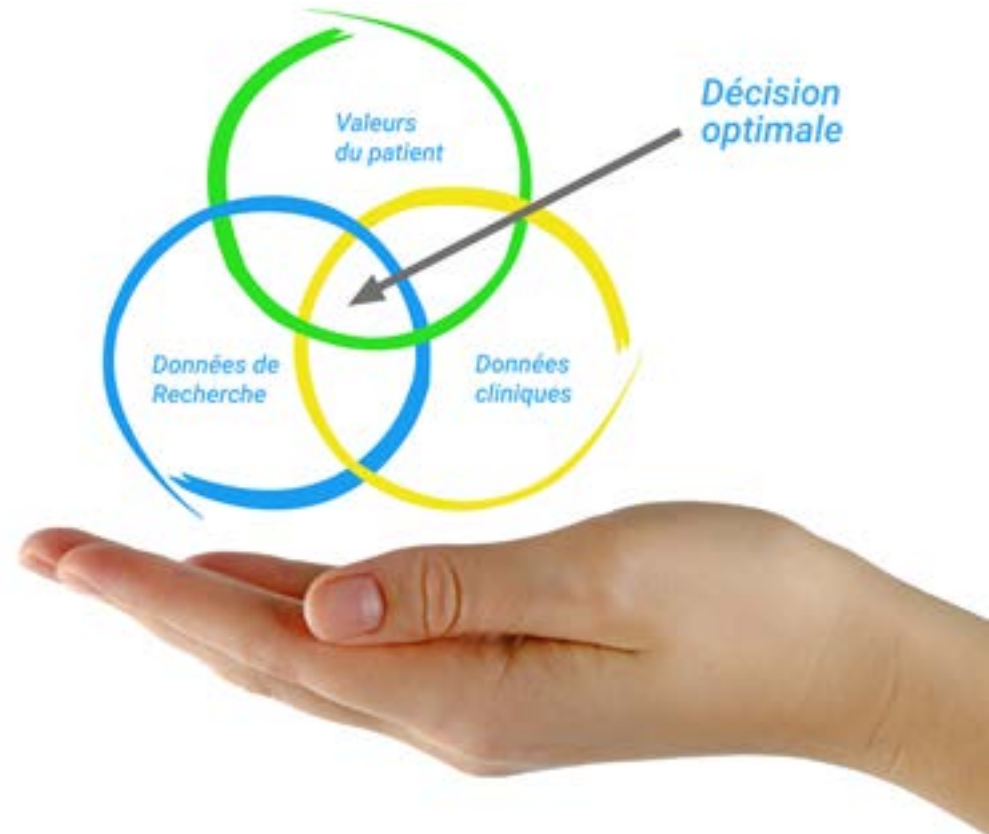 Valeurs
du patient
Décision
optimale
Données de
Recherche
Données
cliniques